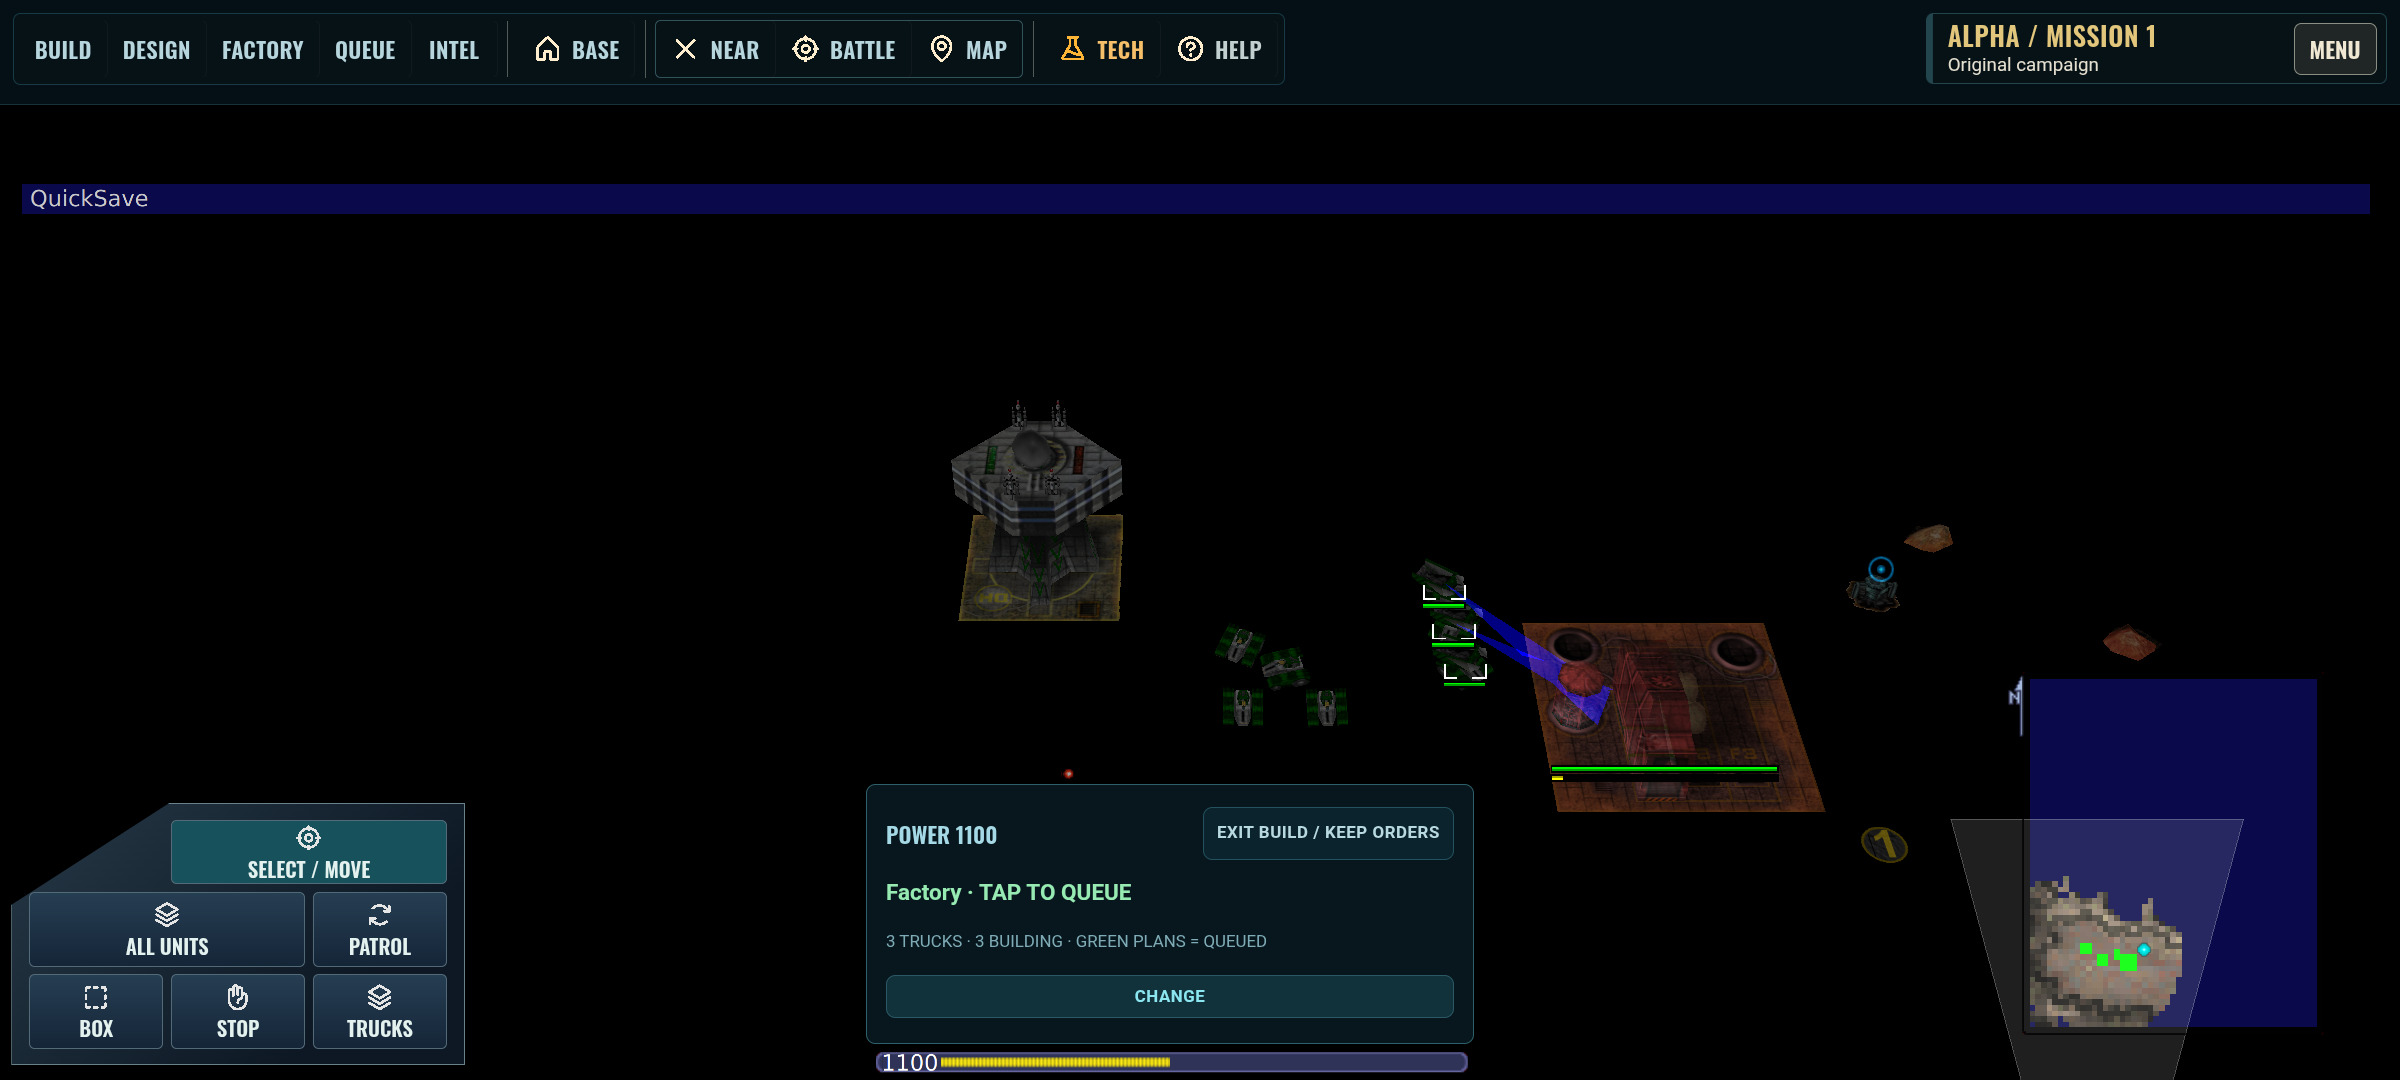 BUILD
DESIGN
FACTORY
QUEUE
INTEL
BASE
NEAR
BATTLE
MAP
TECH
HELP
ALPHA / MISSION 1
Original campaign
MENU
QuickSave
HQ
N
1
POWER 1100
EXIT BUILD / KEEP ORDERS
Factory · TAP TO QUEUE
3 TRUCKS · 3 BUILDING · GREEN PLANS = QUEUED
CHANGE
1100
SELECT / MOVE
ALL UNITS
PATROL
BOX
STOP
TRUCKS